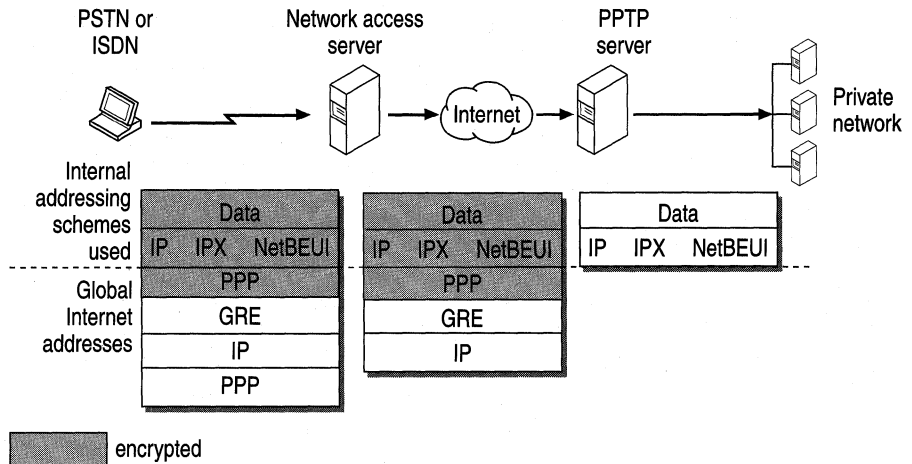 PSTN or
ISDN
Network access
server
PPTP
server
Internet
Private
network
Internal
addressing
schemes
used
Global
Internet
addresses
Data
IP IPX NetBEUI
PPP
GRE
IP
PPP
Data
IP IPX NetBEUI
PPP
GRE
IP
Data
IP IPX NetBEUI
encrypted